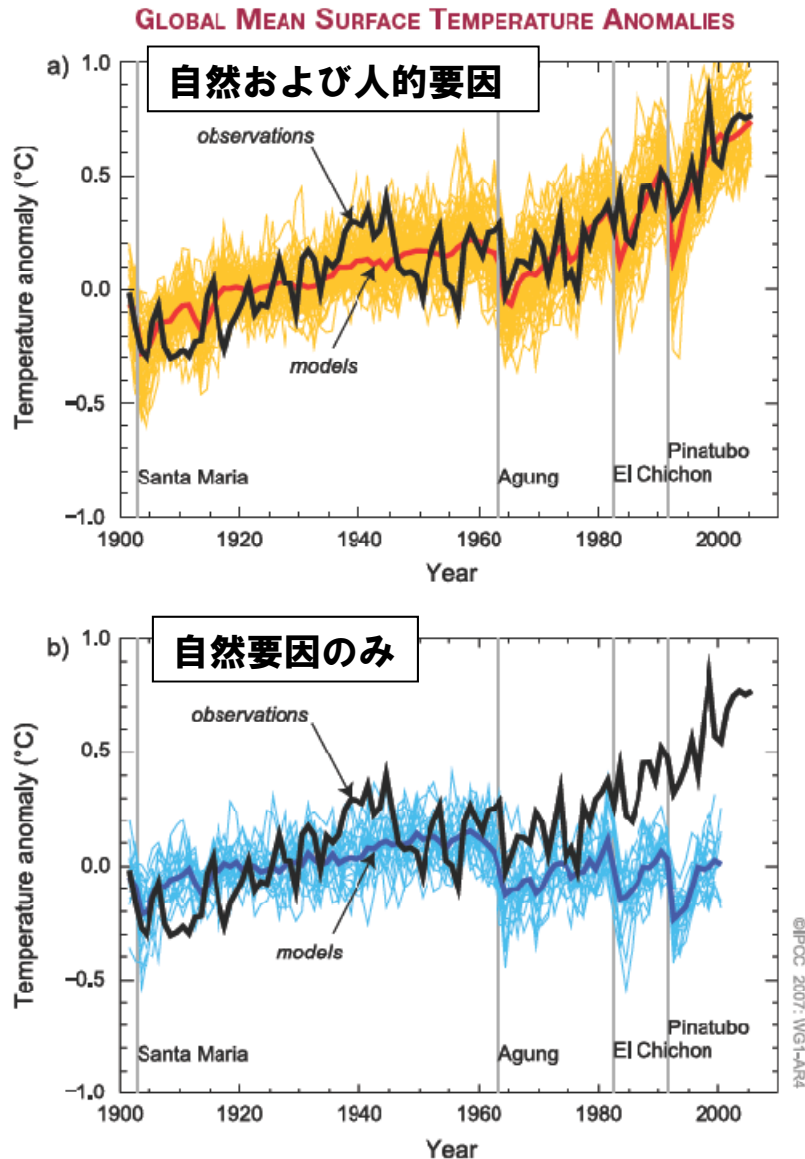 GLOBAL MEAN SURFACE TEMPERATURE ANOMALIES
a)
自然および人的要因
observations
models
Temperature anomaly (°C)
1.0
0.5
0.0
−0.5
−1.0
Santa Maria
Agung
El Chichon
Pinatubo
1900 1920 1940 1960 1980 2000
Year
b)
自然要因のみ
observations
models
Temperature anomaly (°C)
1.0
0.5
0.0
−0.5
−1.0
Santa Maria
Agung
El Chichon
Pinatubo
1900 1920 1940 1960 1980 2000
Year
©IPCC 2007: WG1-AR4